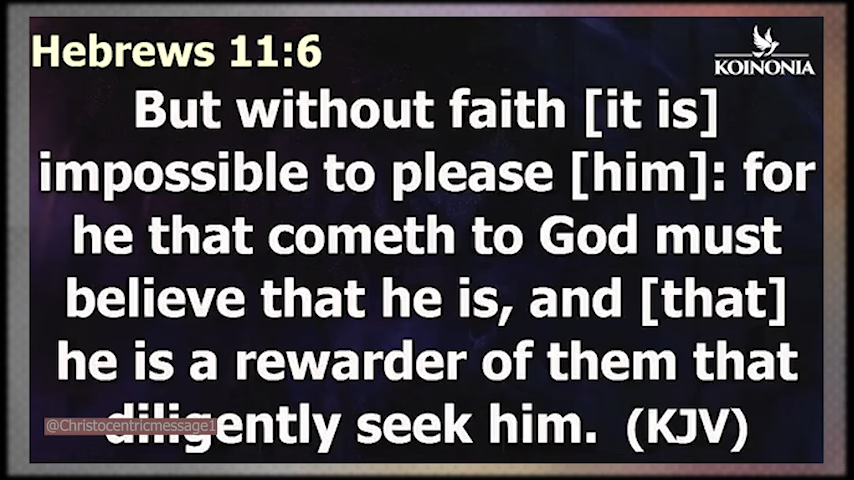 Hebrews 11:6
KOINONIA
But without faith [it is]
impossible to please [him]: for
he that cometh to God must
believe that he is, and [that]
he is a rewarder of them that
diligently seek him. (KJV)
@Christocentricmessage1